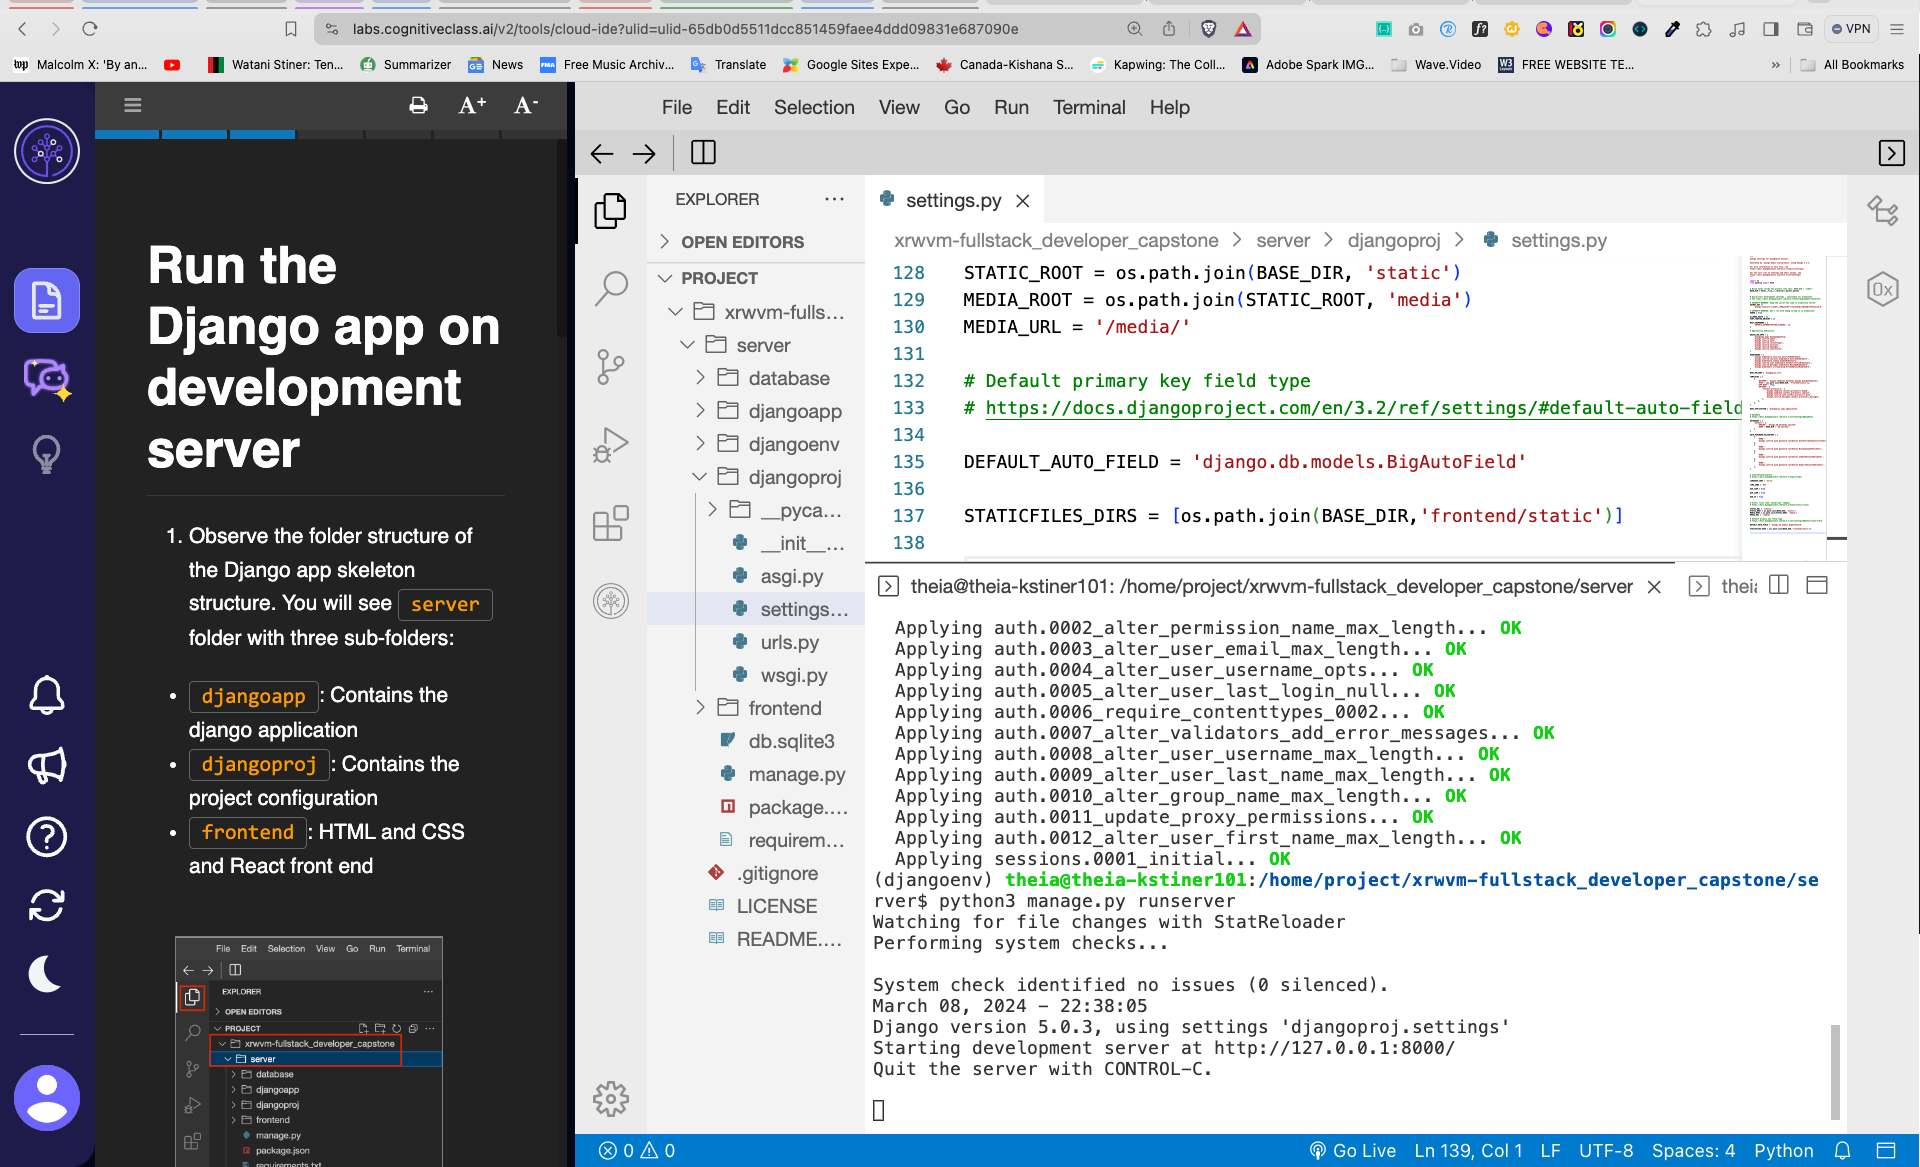 labs.cognitiveclass.ai/v2/tools/cloud-ide?ulid=ulid-65db0d5511dcc851459faee4ddd09831e687090e
VPN
Malcolm X: 'By an...
Watani Stiner: Ten...
Summarizer
News
Free Music Archiv...
Translate
Google Sites Expe...
Canada-Kishana S...
Kapwing: The Coll...
Adobe Spark IMG...
Wave.Video
FREE WEBSITE TE...
»
All Bookmarks
A+ A-
Run the
Django app on
development
server
1. Observe the folder structure of
the Django app skeleton
structure. You will see server
folder with three sub-folders:
• djangoapp : Contains the
django application
• djangoproj : Contains the
project configuration
• frontend : HTML and CSS
and React front end
File Edit Selection View Go Run Terminal
EXPLORER
OPEN EDITORS
PROJECT
xrwvm-fullstack_developer_capstone
server
database
djangoapp
djangoproj
frontend
manage.py
package.json
requirements.txt
File Edit Selection View Go Run Terminal Help
EXPLORER ...
OPEN EDITORS
PROJECT
xrwvm-fulls...
server
database
djangoapp
djangoenv
djangoproj
__pyca...
__init__...
asgi.py
settings...
urls.py
wsgi.py
frontend
db.sqlite3
manage.py
package....
requirem...
.gitignore
LICENSE
README....
settings.py
xrwvm-fullstack_developer_capstone > server > djangoproj > settings.py
128 STATIC_ROOT = os.path.join(BASE_DIR, 'static')
129 MEDIA_ROOT = os.path.join(STATIC_ROOT, 'media')
130 MEDIA_URL = '/media/'
131
132 # Default primary key field type
133 # https://docs.djangoproject.com/en/3.2/ref/settings/#default-auto-field
134
135 DEFAULT_AUTO_FIELD = 'django.db.models.BigAutoField'
136
137 STATICFILES_DIRS = [os.path.join(BASE_DIR,'frontend/static')]
138
theia@theia-kstiner101: /home/project/xrwvm-fullstack_developer_capstone/server
theia
Applying auth.0002_alter_permission_name_max_length... OK
Applying auth.0003_alter_user_email_max_length... OK
Applying auth.0004_alter_user_username_opts... OK
Applying auth.0005_alter_user_last_login_null... OK
Applying auth.0006_require_contenttypes_0002... OK
Applying auth.0007_alter_validators_add_error_messages... OK
Applying auth.0008_alter_user_username_max_length... OK
Applying auth.0009_alter_user_last_name_max_length... OK
Applying auth.0010_alter_group_name_max_length... OK
Applying auth.0011_update_proxy_permissions... OK
Applying auth.0012_alter_user_first_name_max_length... OK
Applying sessions.0001_initial... OK
(djangoenv) theia@theia-kstiner101:/home/project/xrwvm-fullstack_developer_capstone/se
rver$ python3 manage.py runserver
Watching for file changes with StatReloader
Performing system checks...
System check identified no issues (0 silenced).
March 08, 2024 - 22:38:05
Django version 5.0.3, using settings 'djangoproj.settings'
Starting development server at http://127.0.0.1:8000/
Quit the server with CONTROL-C.
0x
0 0
Go Live Ln 139, Col 1 LF UTF-8 Spaces: 4 Python